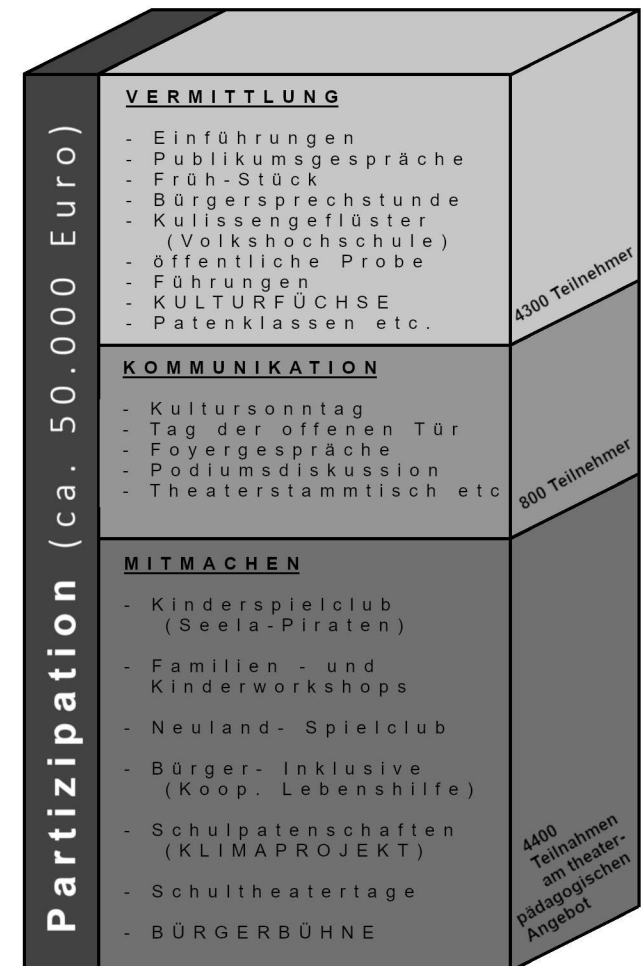 Partizipation (ca. 50.000 Euro)
VERMITTLUNG
- Einführungen
- Publikumsgespräche
- Früh-Stück
- Bürgersprechstunde
- Kulissengeflüster
(Volkshochschule)
- öffentliche Probe
- Führungen
- KULTURFÜCHSE
- Patenklassen etc.
4300 Teilnehmer
KOMMUNIKATION
- Kultursonntag
- Tag der offenen Tür
- Foyergespräche
- Podiumsdiskussion
- Theaterstammtisch etc
800 Teilnehmer
MITMACHEN
- Kinderspielclub
(Seela-Piraten)
- Familien - und
Kinderworkshops
- Neuland- Spielclub
- Bürger- Inklusive
(Koop. Lebenshilfe)
- Schulpatenschaften
(KLIMAPROJEKT)
- Schultheatertage
- BÜRGERBÜHNE
4400
Teilnahmen
am theater-
pädagogischen
Angebot